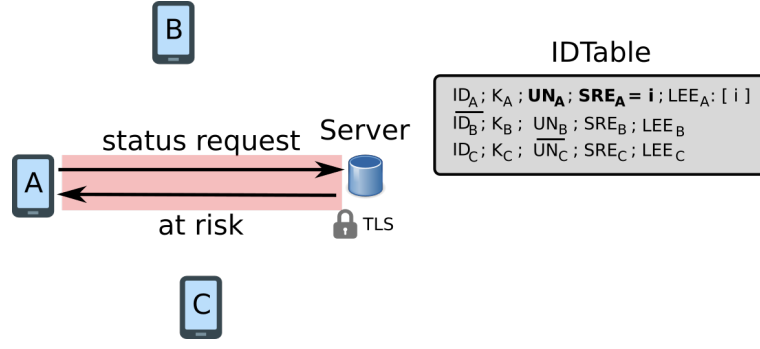 B
IDTable
ID_A ; K_A ; UN_A ; SRE_A = i ; LEE_A: [ i ]
ID_B ; K_B ; UN_B ; SRE_B ; LEE_B
ID_C ; K_C ; UN_C ; SRE_C ; LEE_C
Server
status request
A
at risk
TLS
C